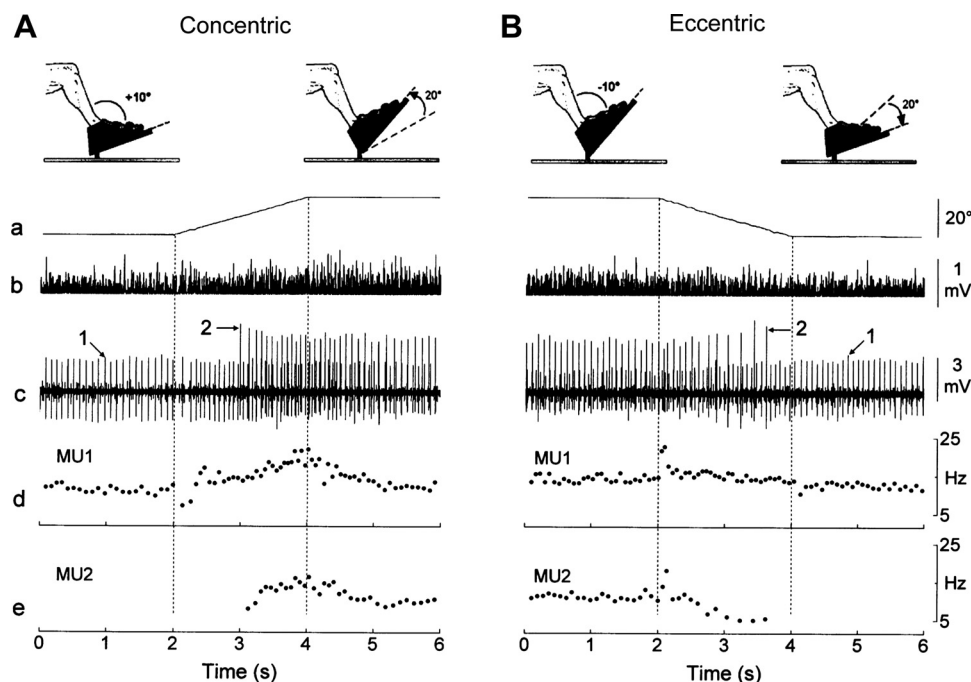 A Concentric
B Eccentric
+10°
20°
-10°
20°
a
20°
b
1
mV
1
2
2
1
c
3
mV
MU1
MU1
25
Hz
5
d
MU2
MU2
25
Hz
5
e
0 1 2 3 4 5 6
0 1 2 3 4 5 6
Time (s)
Time (s)